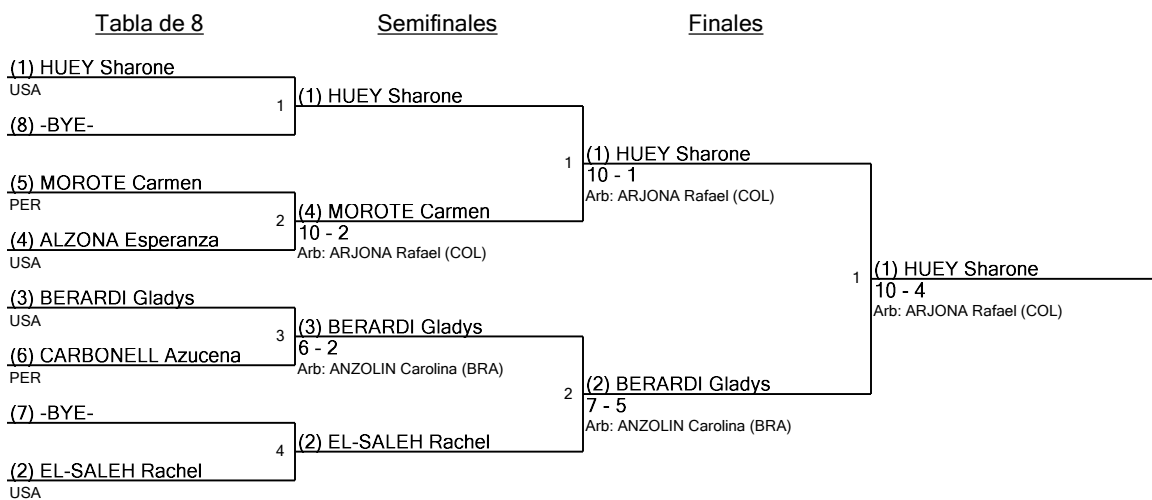 Tabla de 8
Semifinales
Finales
(1) HUEY Sharone
USA
1
(8) -BYE-
(5) MOROTE Carmen
PER
2
(4) ALZONA Esperanza
USA
(3) BERARDI Gladys
USA
3
(6) CARBONELL Azucena
PER
(7) -BYE-
4
(2) EL-SALEH Rachel
USA
(1) HUEY Sharone
1
(4) MOROTE Carmen
10 - 2
Arb: ARJONA Rafael (COL)
(3) BERARDI Gladys
6 - 2
Arb: ANZOLIN Carolina (BRA)
2
(2) EL-SALEH Rachel
(1) HUEY Sharone
10 - 1
Arb: ARJONA Rafael (COL)
1
(2) BERARDI Gladys
7 - 5
Arb: ANZOLIN Carolina (BRA)
(1) HUEY Sharone
10 - 4
Arb: ARJONA Rafael (COL)